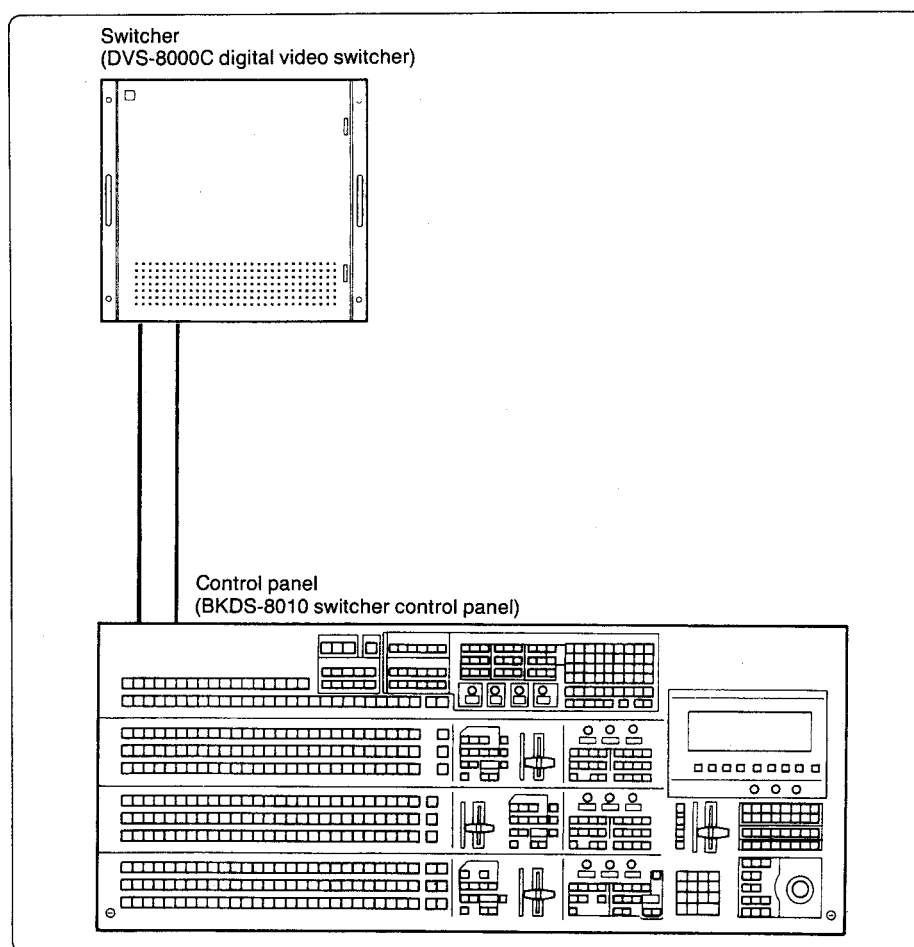 Switcher
(DVS-8000C digital video switcher)
Control panel
(BKDS-8010 switcher control panel)